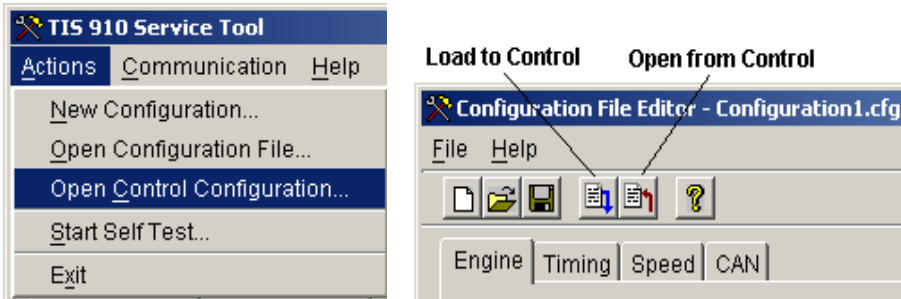 TIS 910 Service Tool
Actions Communication Help
New Configuration...
Open Configuration File...
Open Control Configuration...
Start Self Test...
Exit
Load to Control Open from Control
Configuration File Editor - Configuration1.cfg
File Help
Engine Timing Speed CAN